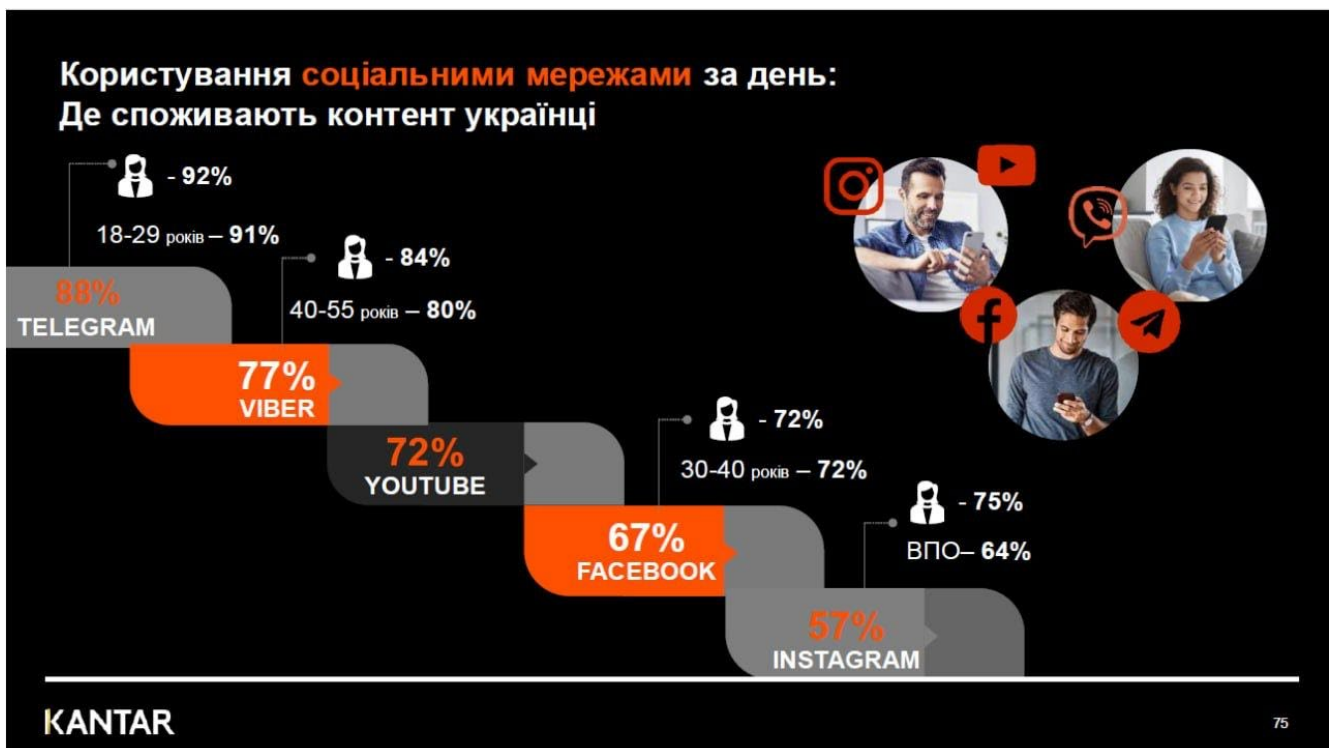 Користування соціальними мережами за день:
Де споживають контент українці
- 92%
18-29 років – 91%
88%
TELEGRAM
- 84%
40-55 років – 80%
77%
VIBER
72%
YOUTUBE
- 72%
30-40 років – 72%
67%
FACEBOOK
- 75%
ВПО– 64%
57%
INSTAGRAM
KANTAR
75